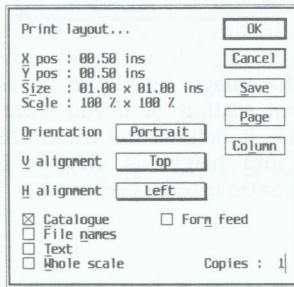 Print layout... OK
X pos : 00.50 ins Cancel
Y pos : 00.50 ins
Size : 01.00 x 01.00 ins Save
Scale : 100 % x 100 %
Page
Orientation Portrait
Column
V alignment Top
H alignment Left
Catalogue Form feed
File names
Text
Whole scale Copies : 1